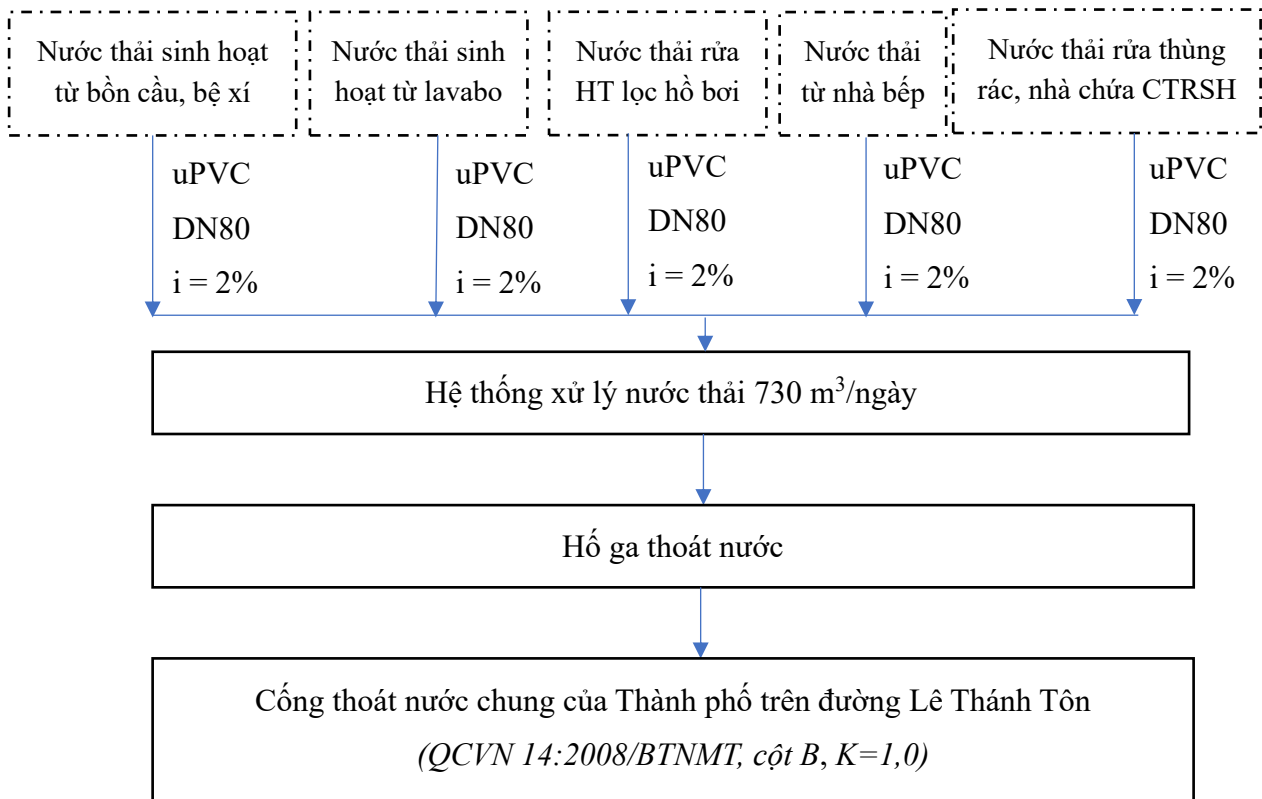 Nước thải sinh hoạt
từ bồn cầu, bệ xí
Nước thải sinh
hoạt từ lavabo
Nước thải rửa
HT lọc hồ bơi
Nước thải
từ nhà bếp
Nước thải rửa thùng
rác, nhà chứa CTRSH
uPVC
DN80
i = 2%
uPVC
DN80
i = 2%
uPVC
DN80
i = 2%
uPVC
DN80
i = 2%
uPVC
DN80
i = 2%
Hệ thống xử lý nước thải 730 m³/ngày
Hố ga thoát nước
Cống thoát nước chung của Thành phố trên đường Lê Thánh Tôn
(QCVN 14:2008/BTNMT, cột B, K=1,0)